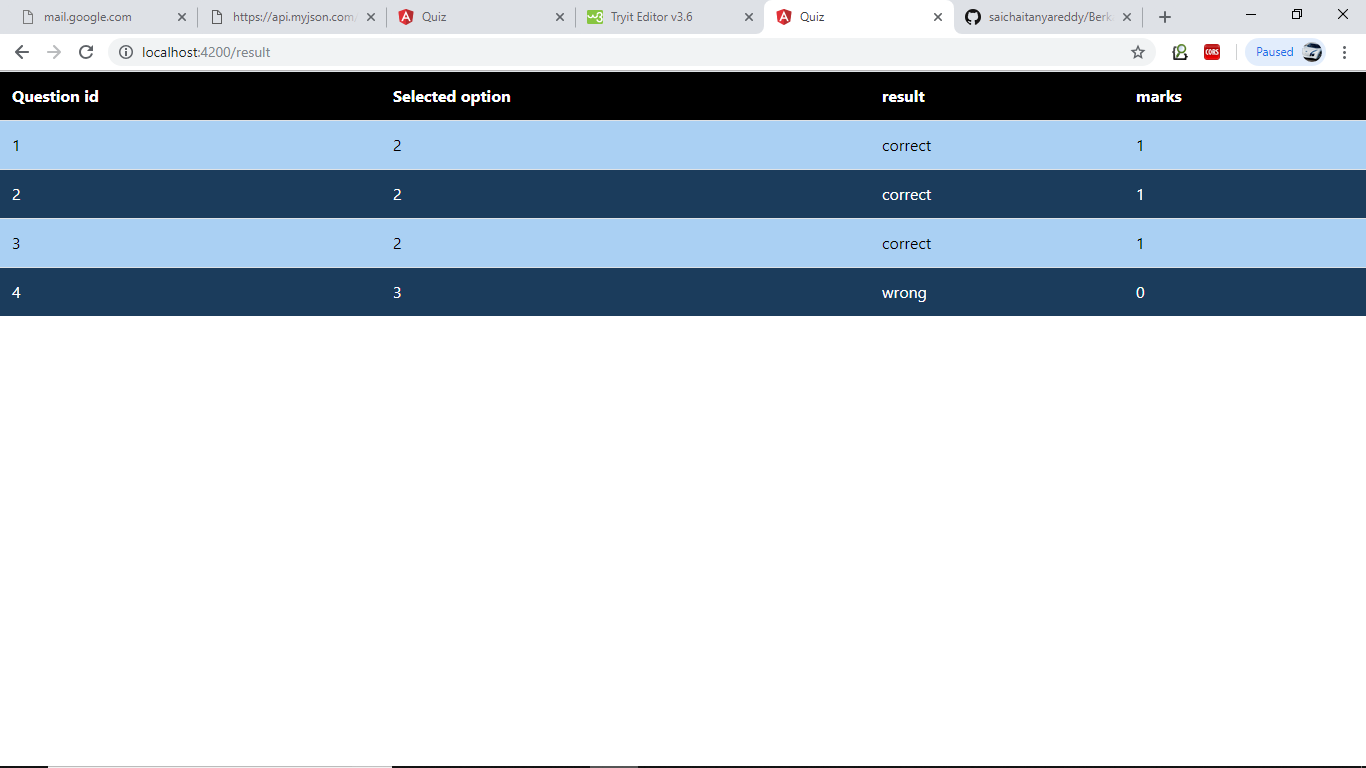 mail.google.com
https://api.myjson.com/
Quiz
Tryit Editor v3.6
Quiz
saichaitanyareddy/Berk
localhost:4200/result
CORS
Paused
Question id Selected option result marks
1 2 correct 1
2 2 correct 1
3 2 correct 1
4 3 wrong 0